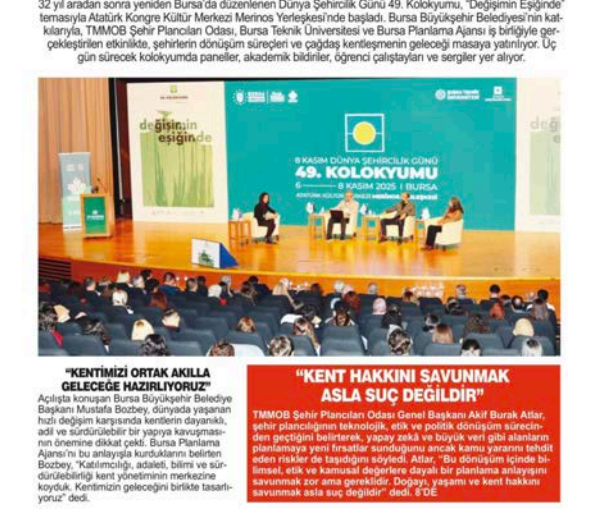 32 yıl aradan sonra yeniden Bursa'da düzenlenen Dünya Şehircilik Günü 49. Kolokyumu, "Değişimin Eşiğinde"
temasıyla Atatürk Kongre Kültür Merkezi Merinos Yerleşkesi'nde başladı. Bursa Büyükşehir Belediyesi'nin kat-
kılarıyla, TMMOB Şehir Plancıları Odası, Bursa Teknik Üniversitesi ve Bursa Planlama Ajansı iş birliğiyle ger-
çekleştirilen etkinlikte, şehirlerin dönüşüm süreçleri ve çağdaş kentleşmenin geleceği masaya yatırılıyor. Üç
gün sürecek kolokyumda paneller, akademik bildiriler, öğrenci çalıştayları ve sergiler yer alıyor.
değişimin
eşiğinde
8 KASIM DÜNYA ŞEHİRCİLİK GÜNÜ
49. KOLOKYUMU
6 — 8 KASIM 2025 | BURSA
ATATÜRK KONGRE KÜLTÜR MERKEZİ MERİNOS YERLEŞKESİ
değ
eş
"KENTİMİZİ ORTAK AKILLA
GELECEĞE HAZIRLIYORUZ"
Açılışta konuşan Bursa Büyükşehir Belediye
Başkanı Mustafa Bozbey, dünyada yaşanan
hızlı değişim karşısında kentlerin dayanıklı,
adil ve sürdürülebilir bir yapıya kavuşması-
nın önemine dikkat çekti. Bursa Planlama
Ajansı'nı bu anlayışla kurduklarını belirten
Bozbey, "Katılımcılığı, adaleti, bilimi ve sür-
dürülebilirliği kent yönetiminin merkezine
koyduk. Kentimizin geleceğini birlikte tasarlı-
yoruz" dedi.
"KENT HAKKINI SAVUNMAK
ASLA SUÇ DEĞİLDİR"
TMMOB Şehir Plancıları Odası Genel Başkanı Akif Burak Atlar,
şehir plancılığının teknolojik, etik ve politik dönüşüm sürecin-
den geçtiğini belirterek, yapay zekâ ve büyük veri gibi alanların
planlamaya yeni fırsatlar sunduğunu ancak kamu yararını tehdit
eden riskler de taşıdığını söyledi. Atlar, "Bu dönüşüm içinde bi-
limsel, etik ve kamusal değerlere dayalı bir planlama anlayışını
savunmak zor ama gereklidir. Doğayı, yaşamı ve kent hakkını
savunmak asla suç değildir" dedi. 8'DE